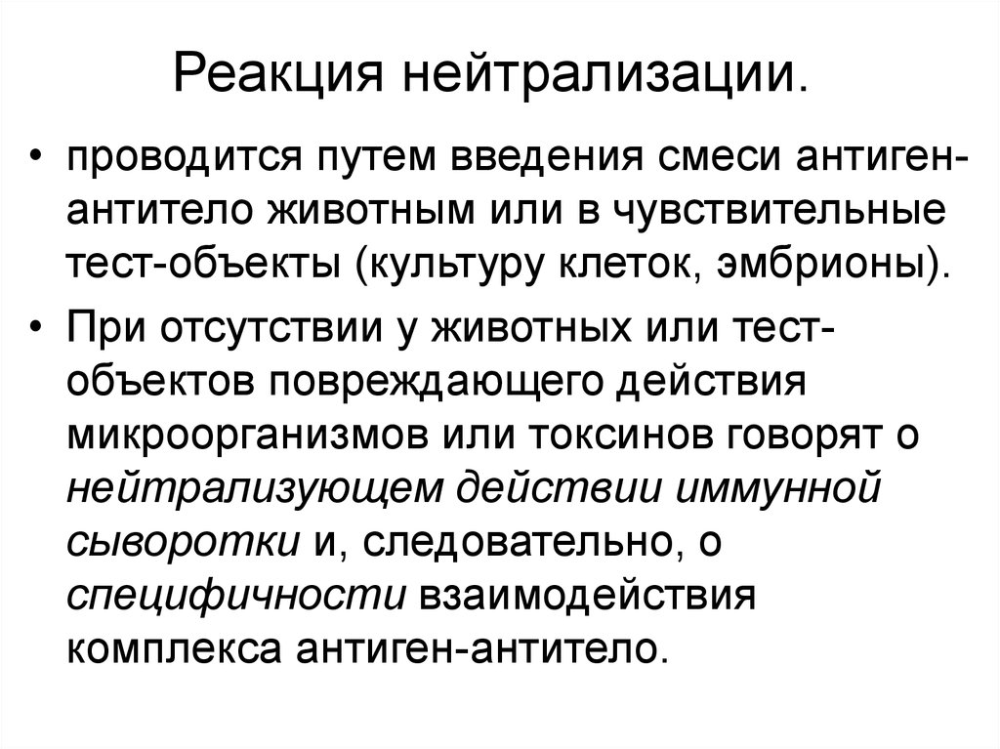 Реакция нейтрализации.
• проводится путем введения смеси антиген-
антитело животным или в чувствительные
тест-объекты (культуру клеток, эмбрионы).
• При отсутствии у животных или тест-
объектов повреждающего действия
микроорганизмов или токсинов говорят о
нейтрализующем действии иммунной
сыворотки и, следовательно, о
специфичности взаимодействия
комплекса антиген-антитело.